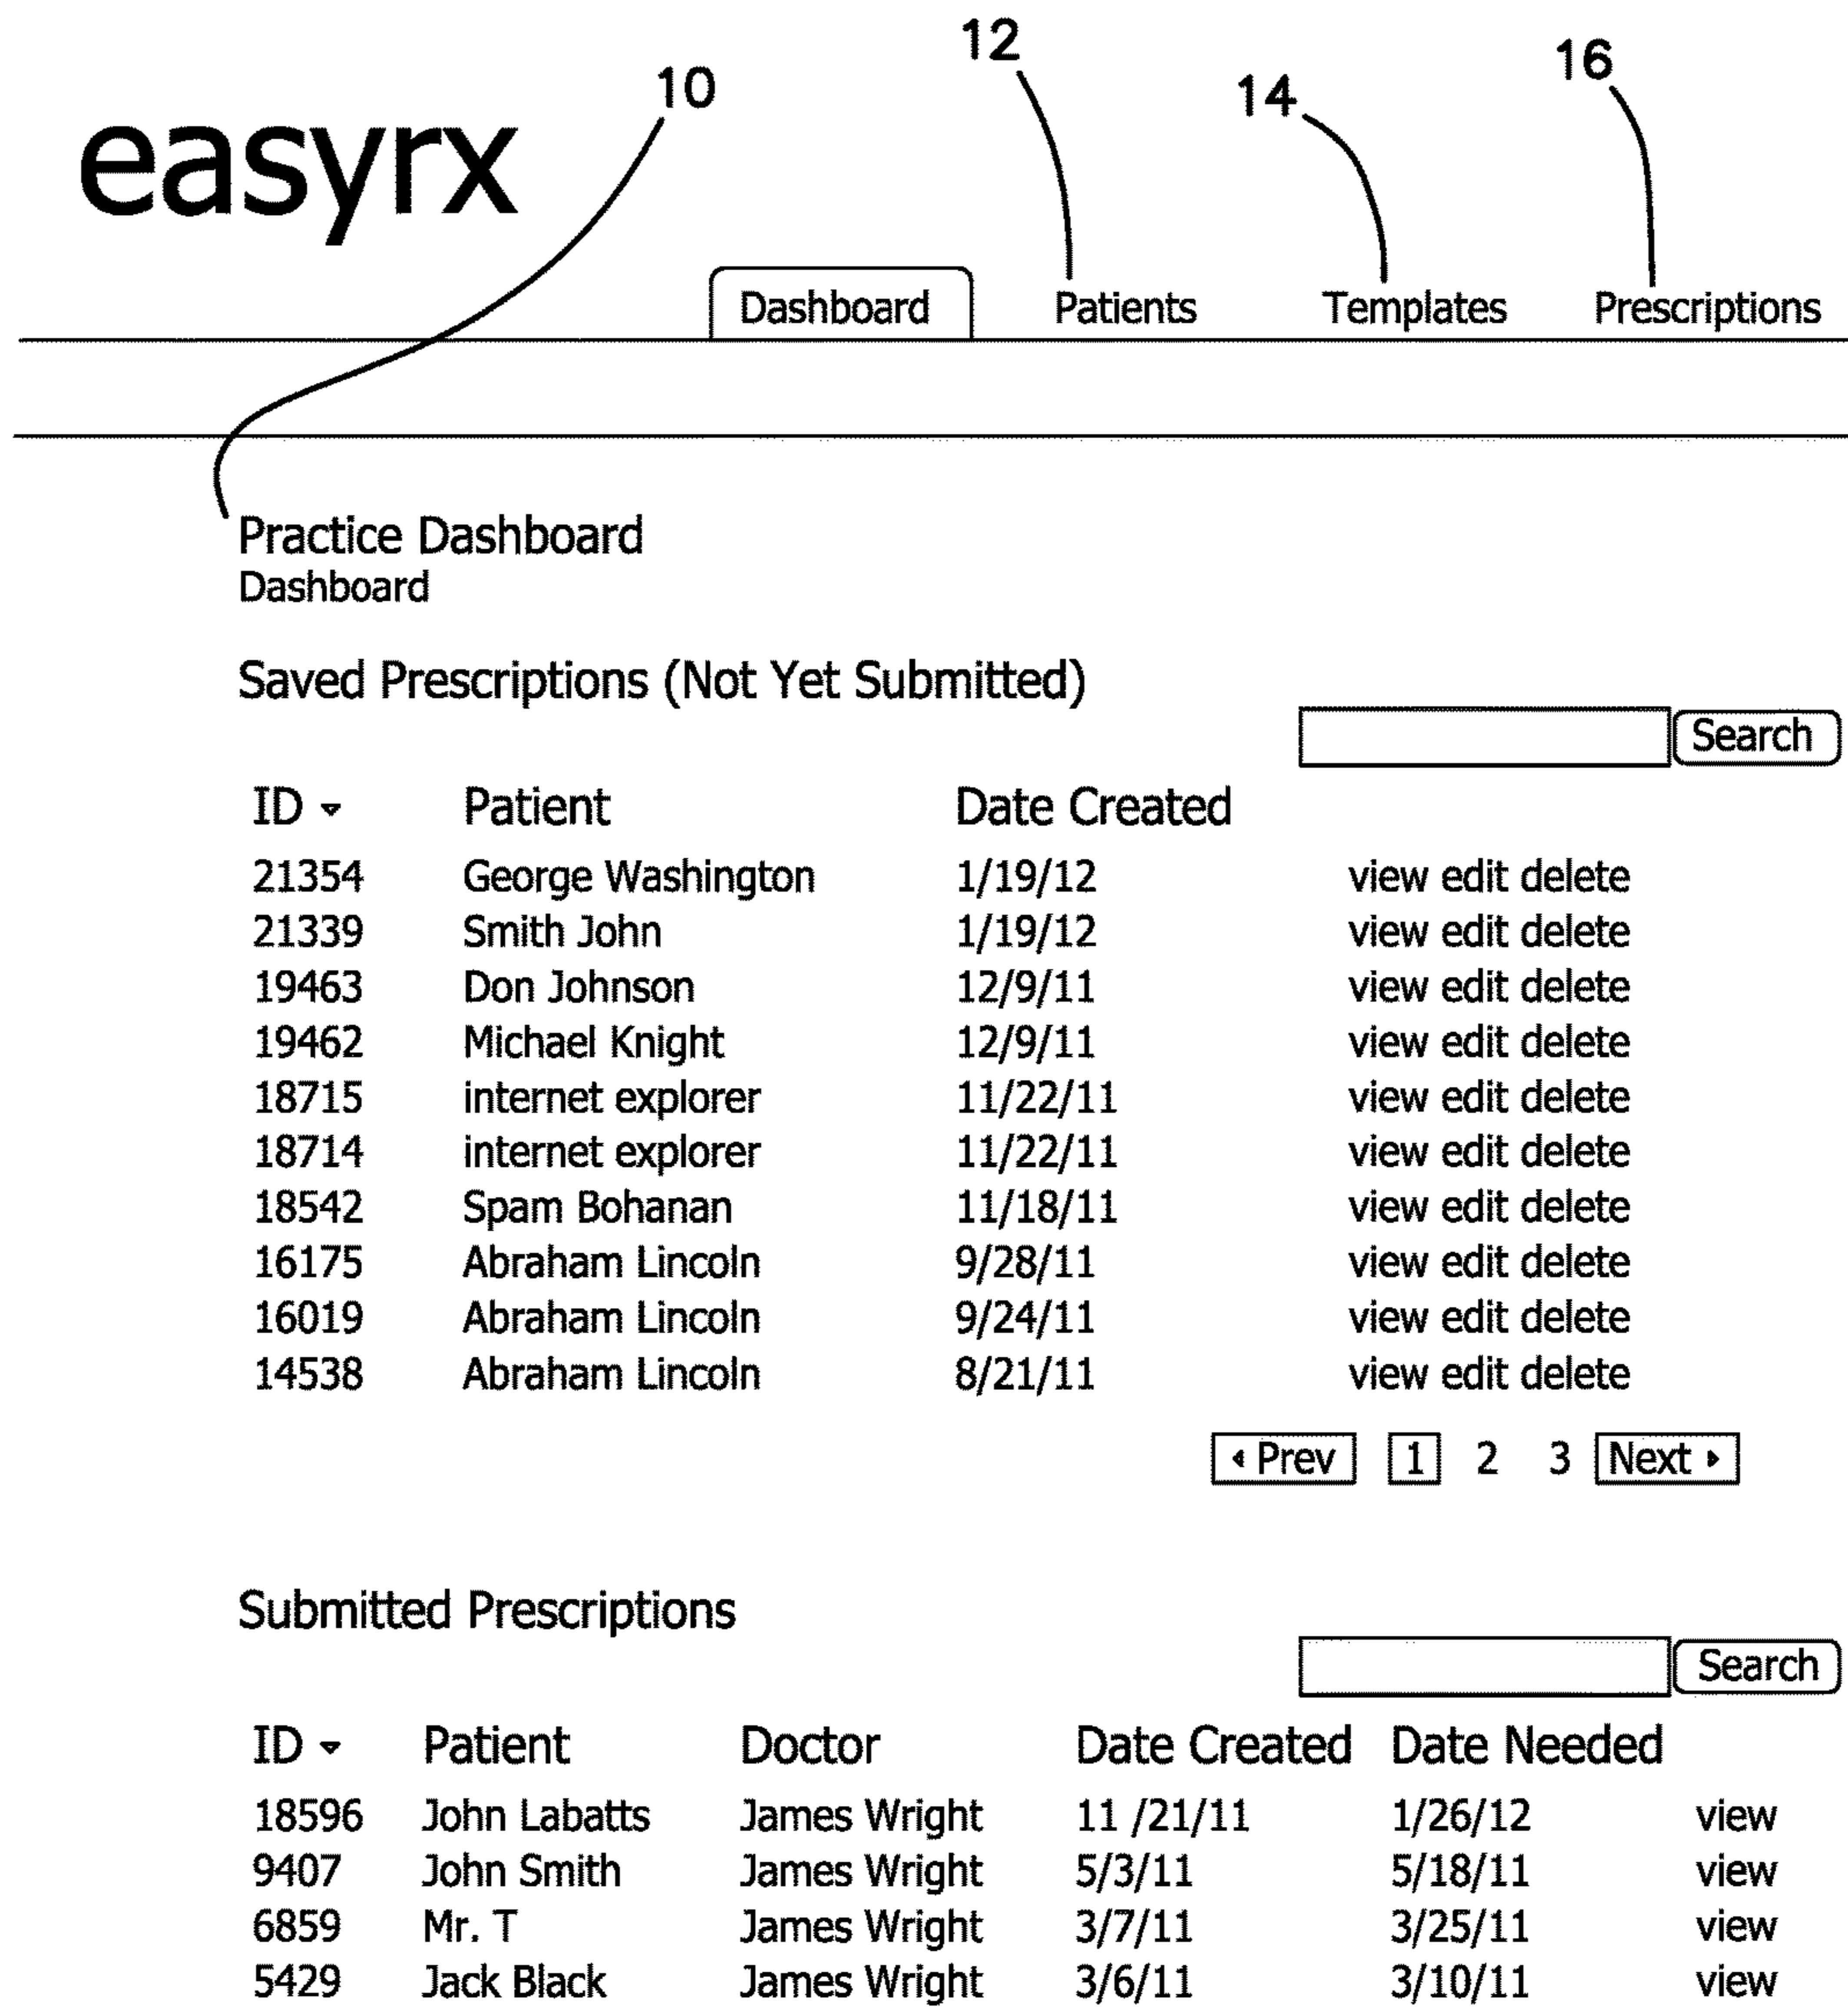 12
16
10
14
easyrx
Dashboard Patients Templates Prescriptions
Practice Dashboard
Dashboard
Saved Prescriptions (Not Yet Submitted)
Search
ID Patient Date Created
21354 George Washington 1/19/12 view edit delete
21339 Smith John 1/19/12 view edit delete
19463 Don Johnson 12/9/11 view edit delete
19462 Michael Knight 12/9/11 view edit delete
18715 internet explorer 11/22/11 view edit delete
18714 internet explorer 11/22/11 view edit delete
18542 Spam Bohanan 11/18/11 view edit delete
16175 Abraham Lincoln 9/28/11 view edit delete
16019 Abraham Lincoln 9/24/11 view edit delete
14538 Abraham Lincoln 8/21/11 view edit delete
Prev 1 2 3 Next
Submitted Prescriptions
Search
ID Patient Doctor Date Created Date Needed
18596 John Labatts James Wright 11 /21/11 1/26/12 view
9407 John Smith James Wright 5/3/11 5/18/11 view
6859 Mr. T James Wright 3/7/11 3/25/11 view
5429 Jack Black James Wright 3/6/11 3/10/11 view